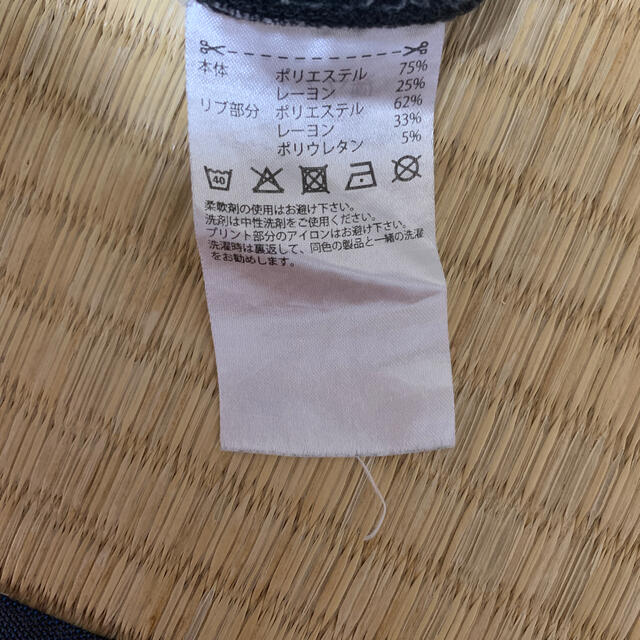 本体 ポリエステル 75%
レーヨン 25%
リブ部分 ポリエステル 62%
レーヨン 33%
ポリウレタン 5%
40
柔軟剤の使用はお避け下さい。
洗剤は中性洗剤をご使用ください。
プリント部分のアイロンはお避け下さい
洗濯時は裏返して、同色の製品と一緒の洗濯
をお勧めします。